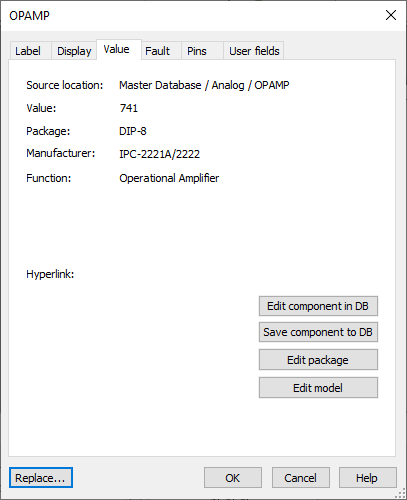 OPAMP
Label Display Value Fault Pins User fields
Source location: Master Database / Analog / OPAMP
Value: 741
Package: DIP-8
Manufacturer: IPC-2221A/2222
Function: Operational Amplifier
Hyperlink:
Edit component in DB
Save component to DB
Edit package
Edit model
Replace... OK Cancel Help